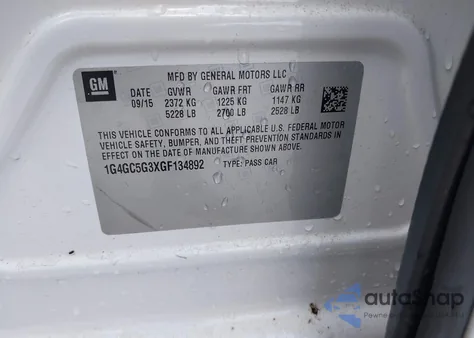 GM
MFD BY GENERAL MOTORS LLC
DATE GVWR GAWR FRT GAWR RR
09/15 2372 KG 1225 KG 1147 KG
5228 LB 2700 LB 2528 LB
THIS VEHICLE CONFORMS TO ALL APPLICABLE U.S. FEDERAL MOTOR
VEHICLE SAFETY, BUMPER, AND THEFT PREVENTION STANDARDS IN
EFFECT ON THE DATE OF MANUFACTURE SHOWN ABOVE.
1G4GC5G3XGF134892 TYPE: PASS CAR
autoSnap